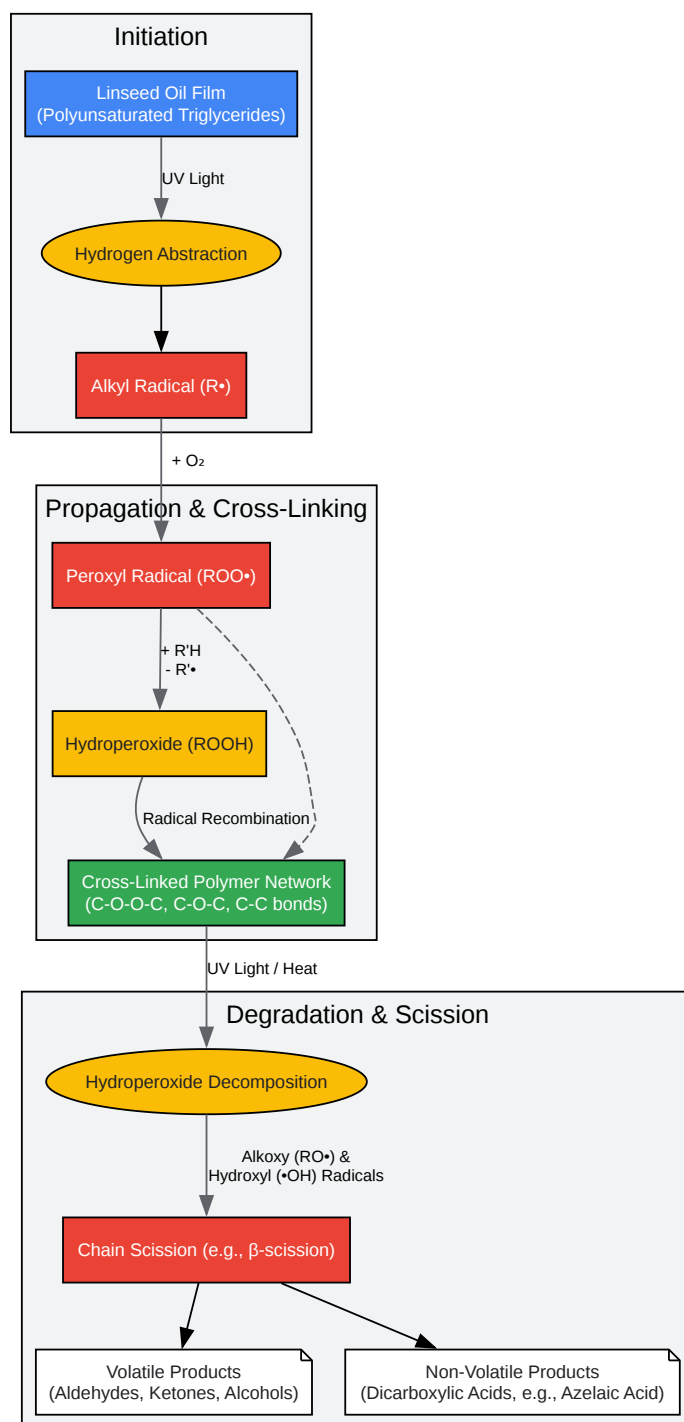 Initiation
Linseed Oil Film
(Polyunsaturated Triglycerides)
UV Light
Hydrogen Abstraction
Alkyl Radical (R•)
+ O₂
Propagation & Cross-Linking
Peroxyl Radical (ROO•)
+ R'H
- R'•
Hydroperoxide (ROOH)
Radical Recombination
Cross-Linked Polymer Network
(C-O-O-C, C-O-C, C-C bonds)
UV Light / Heat
Degradation & Scission
Hydroperoxide Decomposition
Alkoxy (RO•) &
Hydroxyl (•OH) Radicals
Chain Scission (e.g., β-scission)
Volatile Products
(Aldehydes, Ketones, Alcohols)
Non-Volatile Products
(Dicarboxylic Acids, e.g., Azelaic Acid)